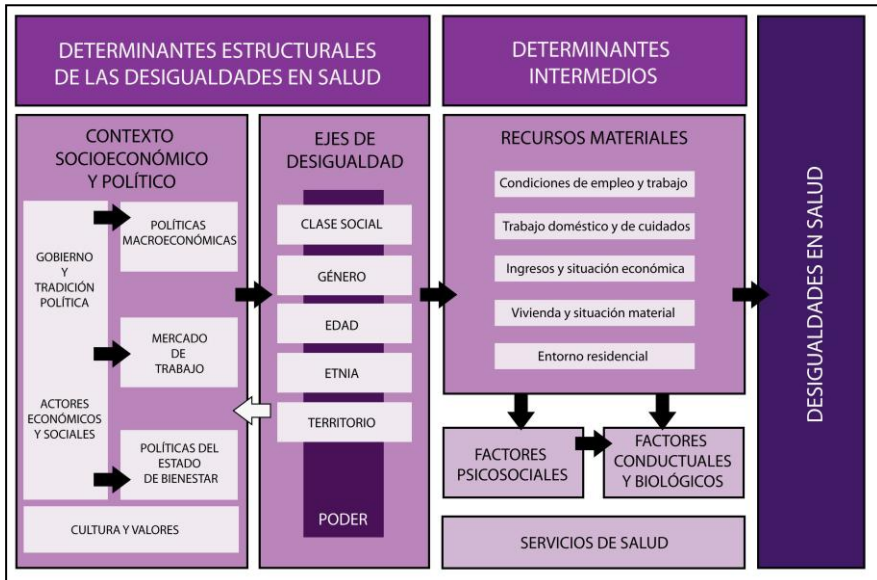 DETERMINANTES ESTRUCTURALES
DE LAS DESIGUALDADES EN SALUD
CONTEXTO
SOCIOECONÓMICO
Y POLÍTICO
GOBIERNO
Y
TRADICIÓN
POLÍTICA
ACTORES
ECONÓMICOS
Y SOCIALES
POLÍTICAS
MACROECONÓMICAS
MERCADO
DE
TRABAJO
POLÍTICAS DEL
ESTADO
DE BIENESTAR
CULTURA Y VALORES
EJES DE
DESIGUALDAD
CLASE SOCIAL
GÉNERO
EDAD
ETNIA
TERRITORIO
PODER
DETERMINANTES
INTERMEDIOS
RECURSOS MATERIALES
Condiciones de empleo y trabajo
Trabajo doméstico y de cuidados
Ingresos y situación económica
Vivienda y situación material
Entorno residencial
FACTORES
PSICOSOCIALES
FACTORES
CONDUCTUALES
Y BIOLÓGICOS
SERVICIOS DE SALUD
DESIGUALDADES EN SALUD